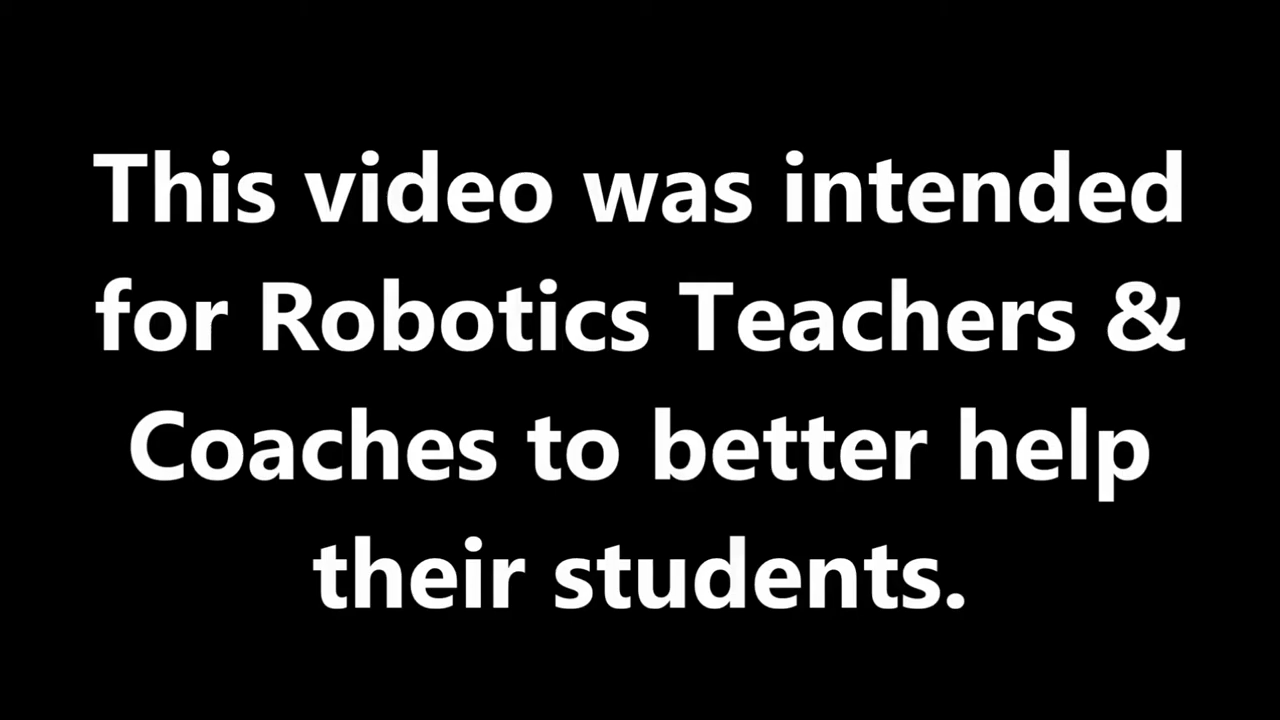 This video was intended
for Robotics Teachers &
Coaches to better help
their students.